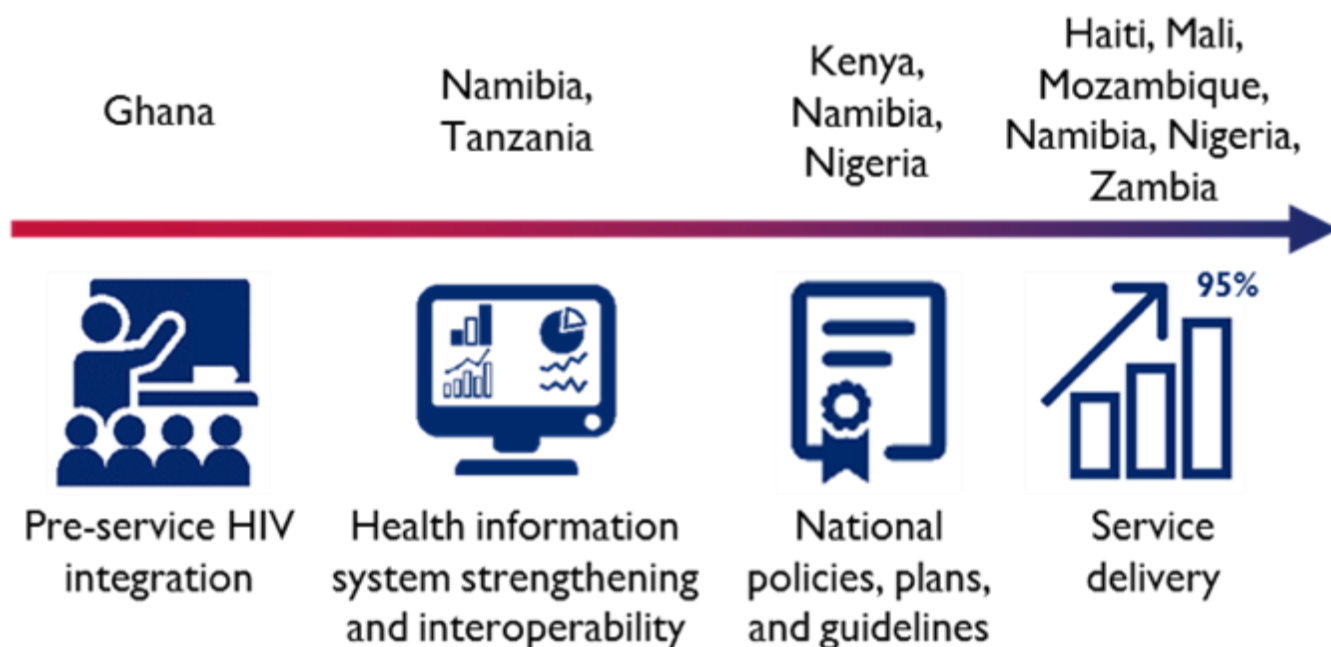 Ghana
Namibia,
Tanzania
Kenya,
Namibia,
Nigeria
Haiti, Mali,
Mozambique,
Namibia, Nigeria,
Zambia
95%
Pre-service HIV
integration
Health information
system strengthening
and interoperability
National
policies, plans,
and guidelines
Service
delivery